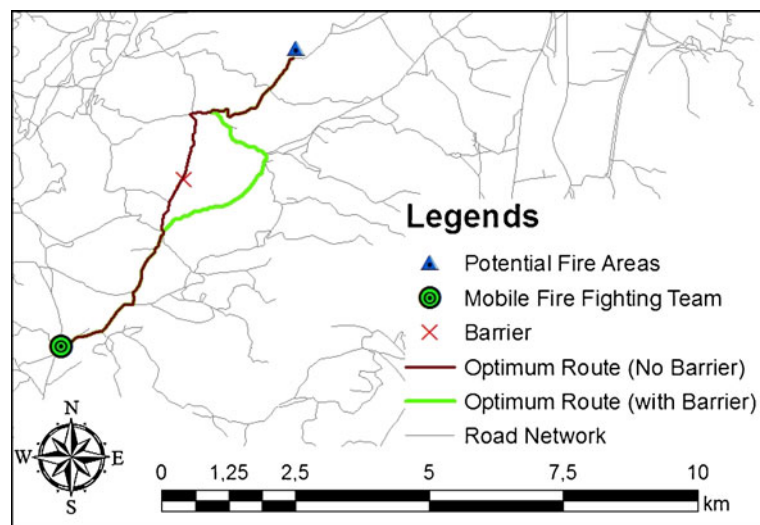 Legends
Potential Fire Areas
Mobile Fire Fighting Team
Barrier
Optimum Route (No Barrier)
Optimum Route (with Barrier)
Road Network
N
W E
S
0 1,25 2,5 5 7,5 10
km